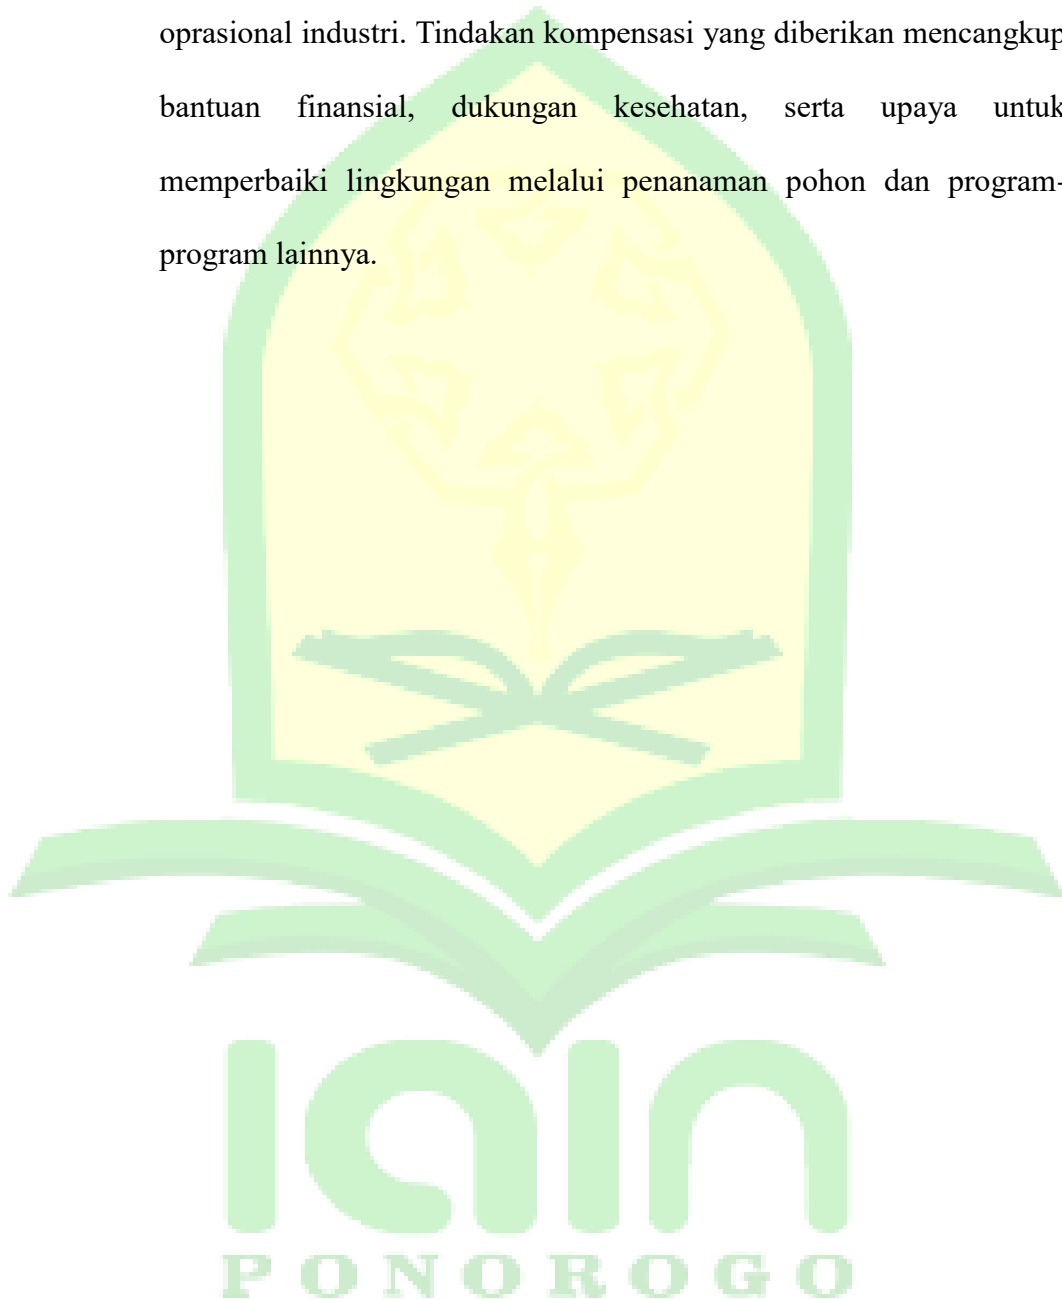 oprasional industri. Tindakan kompensasi yang diberikan mencangkup
bantuan finansial, dukungan kesehatan, serta upaya untuk
memperbaiki lingkungan melalui penanaman pohon dan program-
program lainnya.
iain
PONOROGO